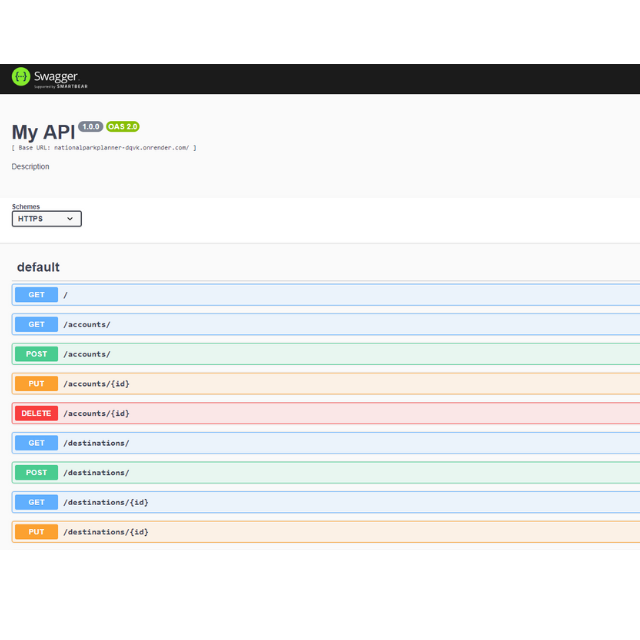 Swagger
Supported by SMARTBEAR
My API 1.0.0 OAS 2.0
[ Base URL: nationalparkplanner-dqvk.onrender.com/ ]
Description
Schemes
HTTPS
default
GET /
GET /accounts/
POST /accounts/
PUT /accounts/{id}
DELETE /accounts/{id}
GET /destinations/
POST /destinations/
GET /destinations/{id}
PUT /destinations/{id}